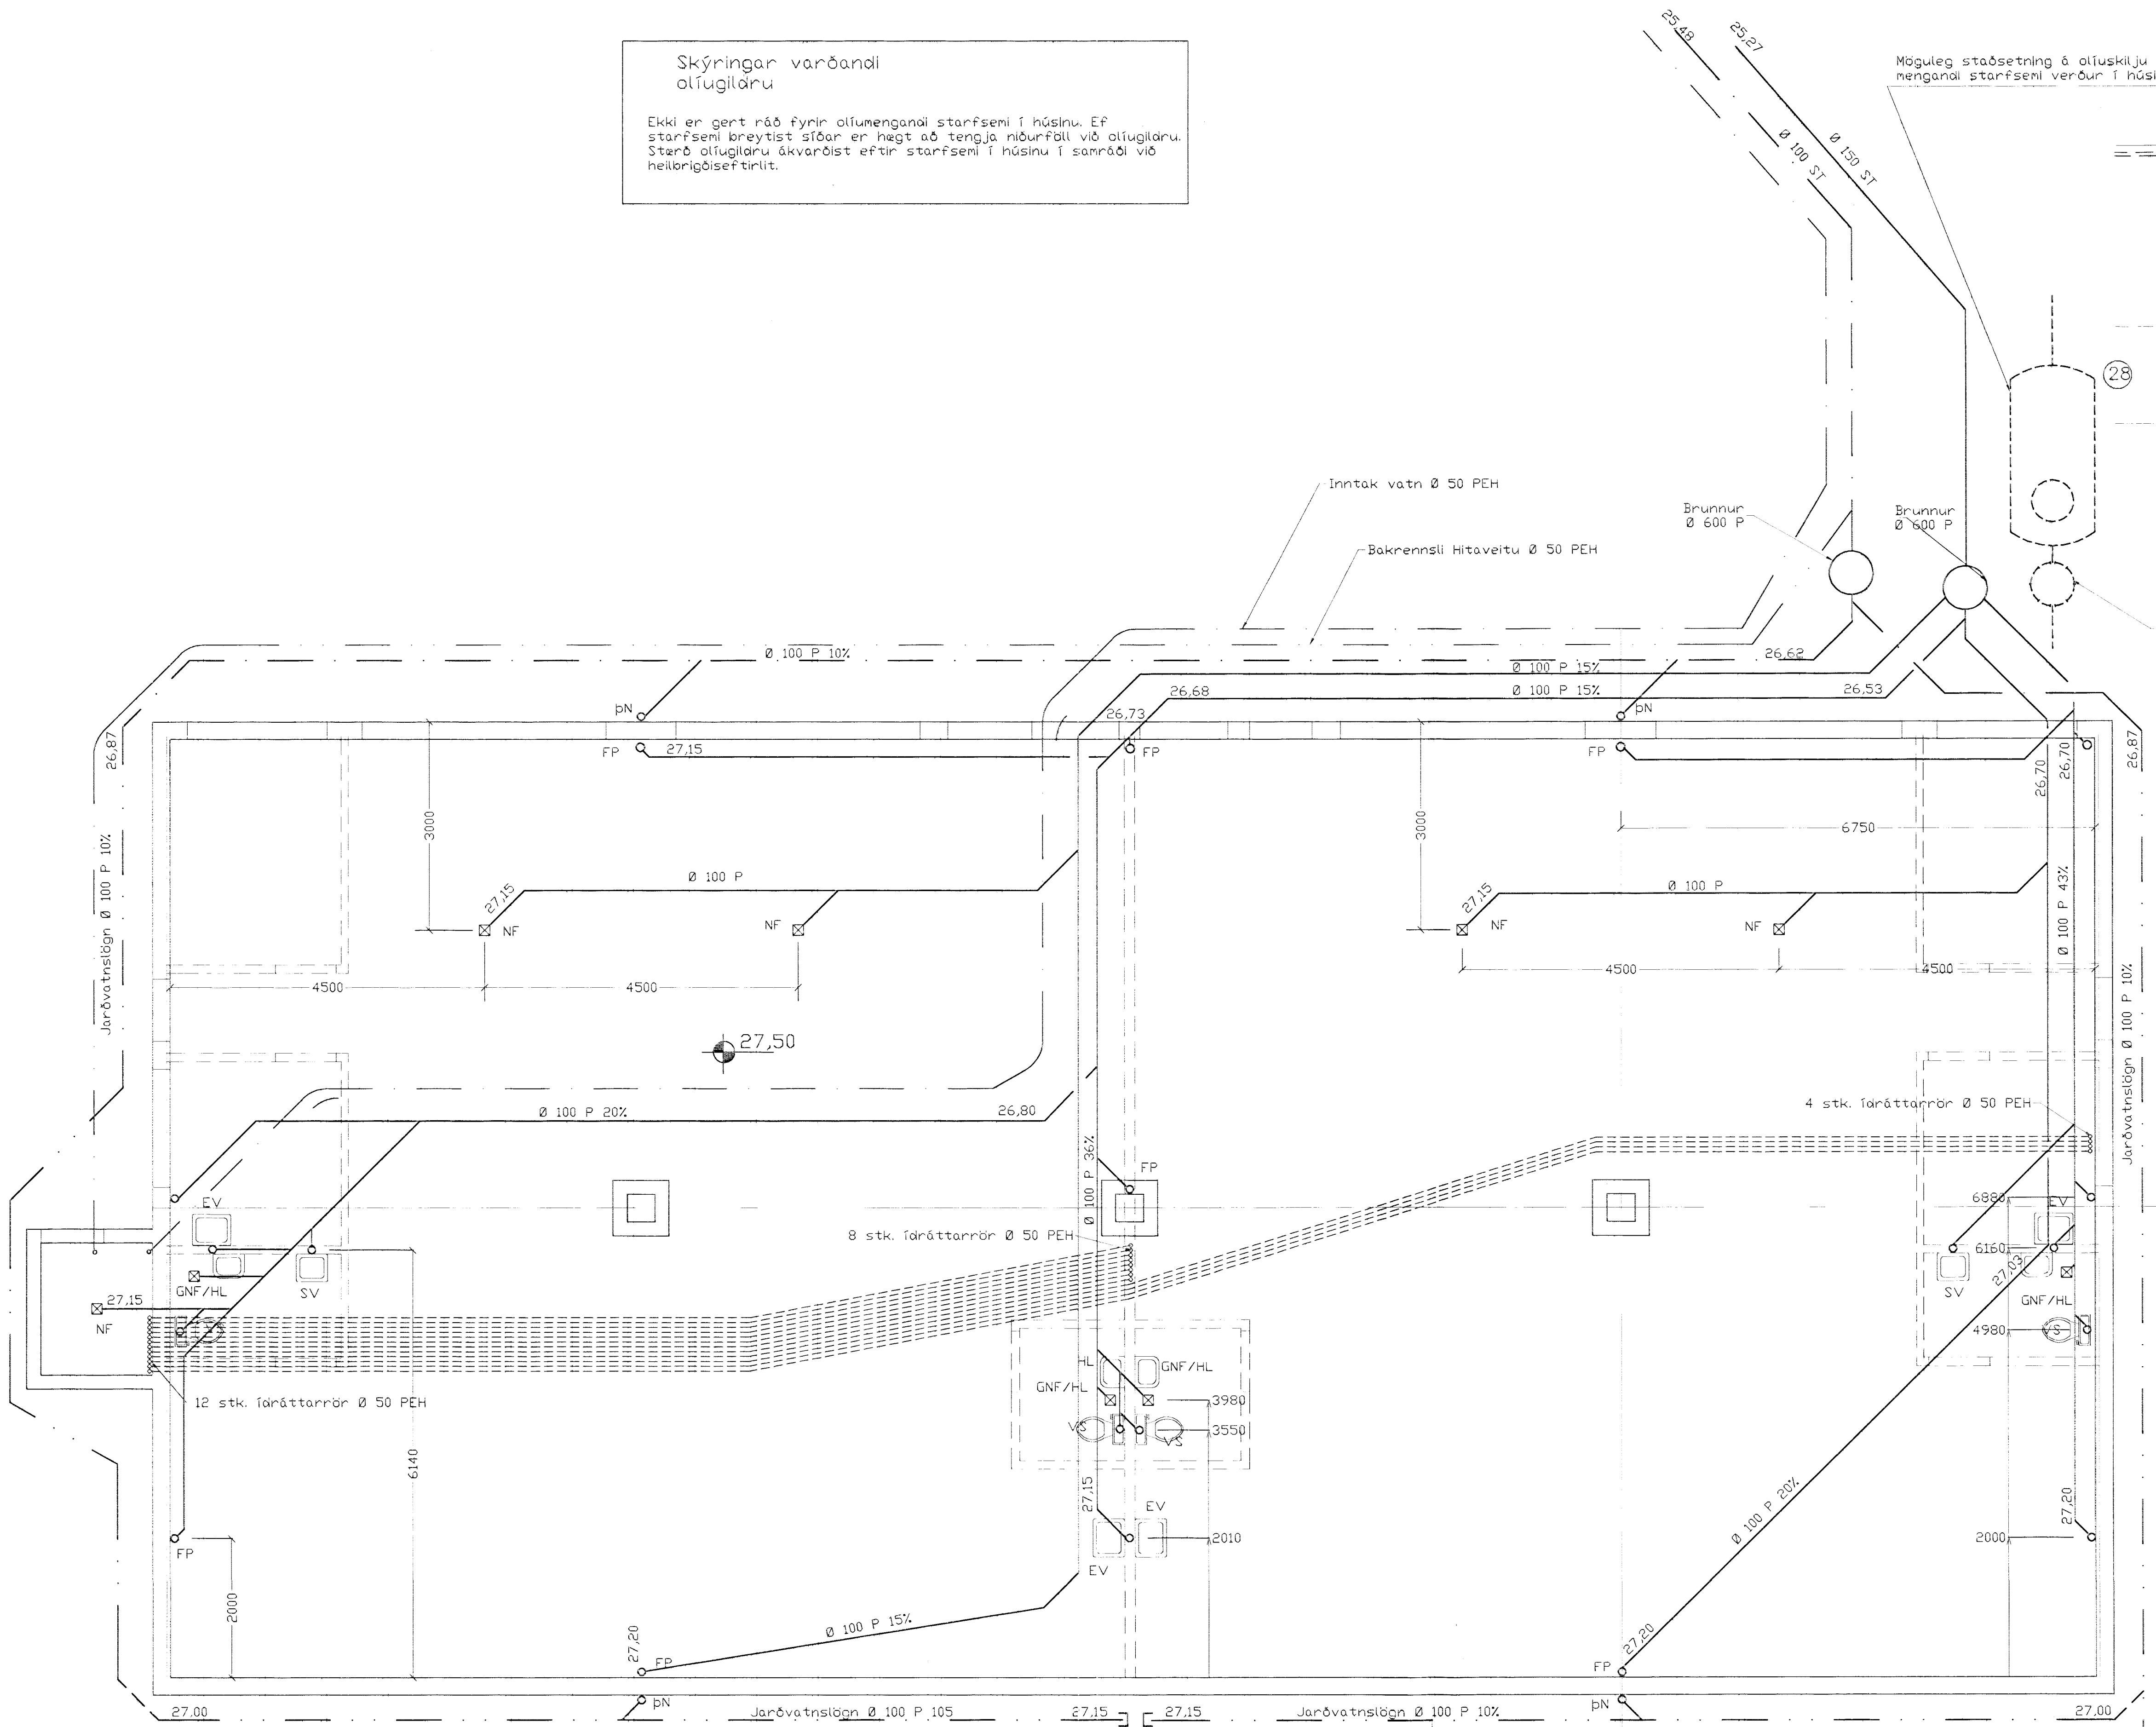 Skýringar varðandi
olíugildru
Ekki er gert ráð fyrir olíumengandi starfsemi í húsinu. Ef
starfsemi breytist síðar er hægt að tengja niðurföll við olíugildru.
Stærð olíugildru ákvarðist eftir starfsemi í húsinu í samráði við
heilbrigðiseftirlit.
25,48
25,27
Ø 100 ST
Ø 150 ST
Möguleg staðsetning á olíuskilju
mengandi starfsemi verður í húsi
28
Inntak vatn Ø 50 PEH
Bakrennsli Hitaveitu Ø 50 PEH
Brunnur
Ø 600 P
Brunnur
Ø 600 P
Ø 100 P 10%
26,62
Ø 100 P 15%
26,68
Ø 100 P 15%
26,53
26,73
þN
þN
FP
27,15
FP
FP
26,87
26,70
26,70
26,87
3000
3000
6750
Jarðvatnslögn Ø 100 P 10%
Ø 100 P
27,15
NF
NF
Ø 100 P
27,15
NF
NF
Ø 100 P 43%
4500
4500
4500
4500
Jarðvatnslögn Ø 100 P 10%
27,50
Ø 100 P 20%
26,80
4 stk. ídráttarrör Ø 50 PEH
Ø 100 P 36%
FP
EV
6880
EV
8 stk. ídráttarrör Ø 50 PEH
6160
27,03
GNF/HL
SV
SV
GNF/HL
27,15
NF
VS
4980
VS
HL
GNF/HL
GNF/HL
12 stk. ídráttarrör Ø 50 PEH
3980
VS
VS
3550
6140
27,15
EV
2010
EV
FP
2000
27,20
2000
Ø 100 P 20%
Ø 100 P 15%
27,20
FP
27,20
FP
þN
þN
27,00
Jarðvatnslögn Ø 100 P 105
27,15
27,15
Jarðvatnslögn Ø 100 P 10%
27,00